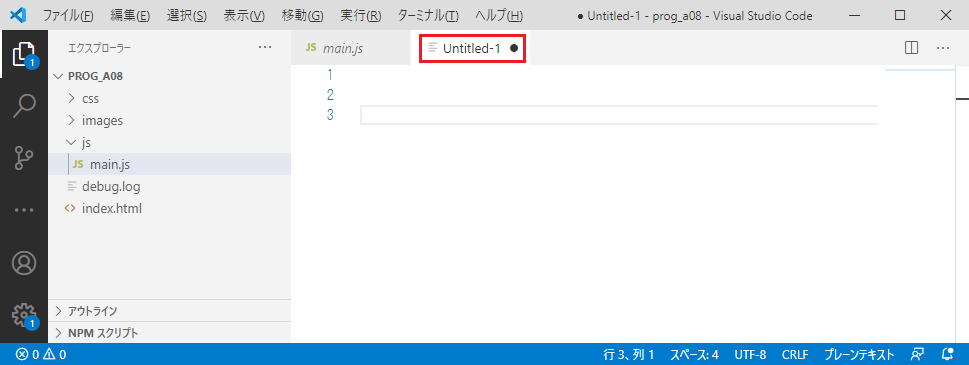 ファイル(F) 編集(E) 選択(S) 表示(V) 移動(G) 実行(R) ターミナル(T) ヘルプ(H) ● Untitled-1 - prog_a08 - Visual Studio Code
エクスプローラー ···
JS main.js
Untitled-1 ●
···
PROG_A08
css
images
js
JS main.js
debug.log
index.html
アウトライン
NPM スクリプト
1
2
3
1
1
0 0
行 3、列 1 スペース: 4 UTF-8 CRLF プレーンテキスト